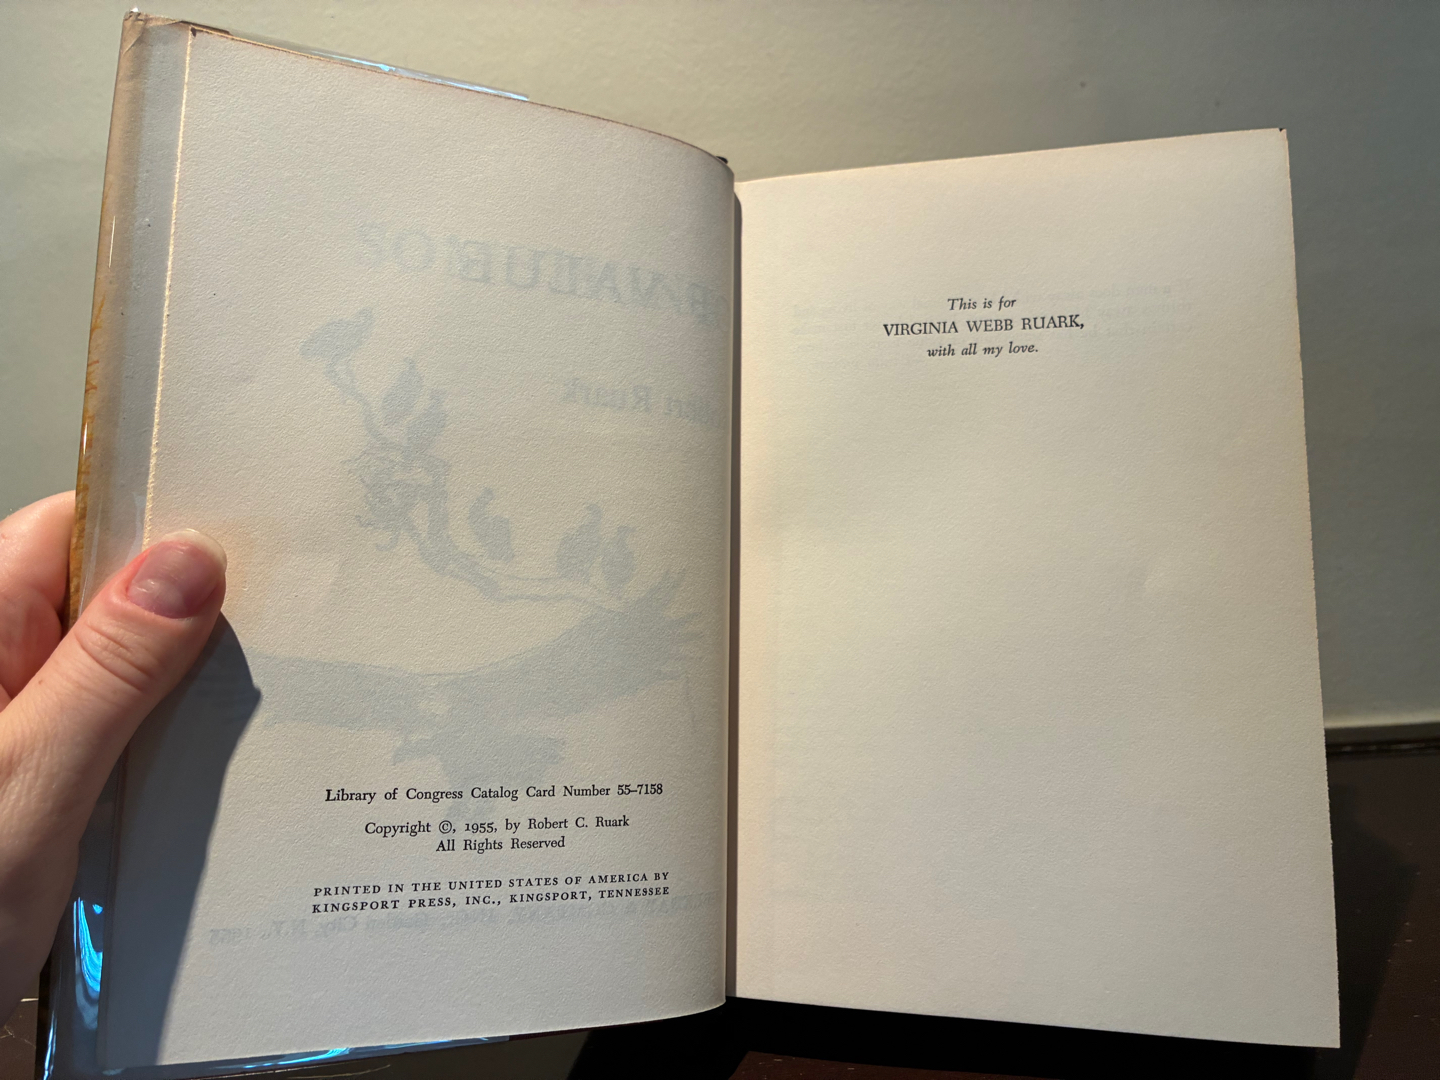 Library of Congress Catalog Card Number 55–7158
Copyright ©, 1955, by Robert C. Ruark
All Rights Reserved
PRINTED IN THE UNITED STATES OF AMERICA BY
KINGSPORT PRESS, INC., KINGSPORT, TENNESSEE
This is for
VIRGINIA WEBB RUARK,
with all my love.